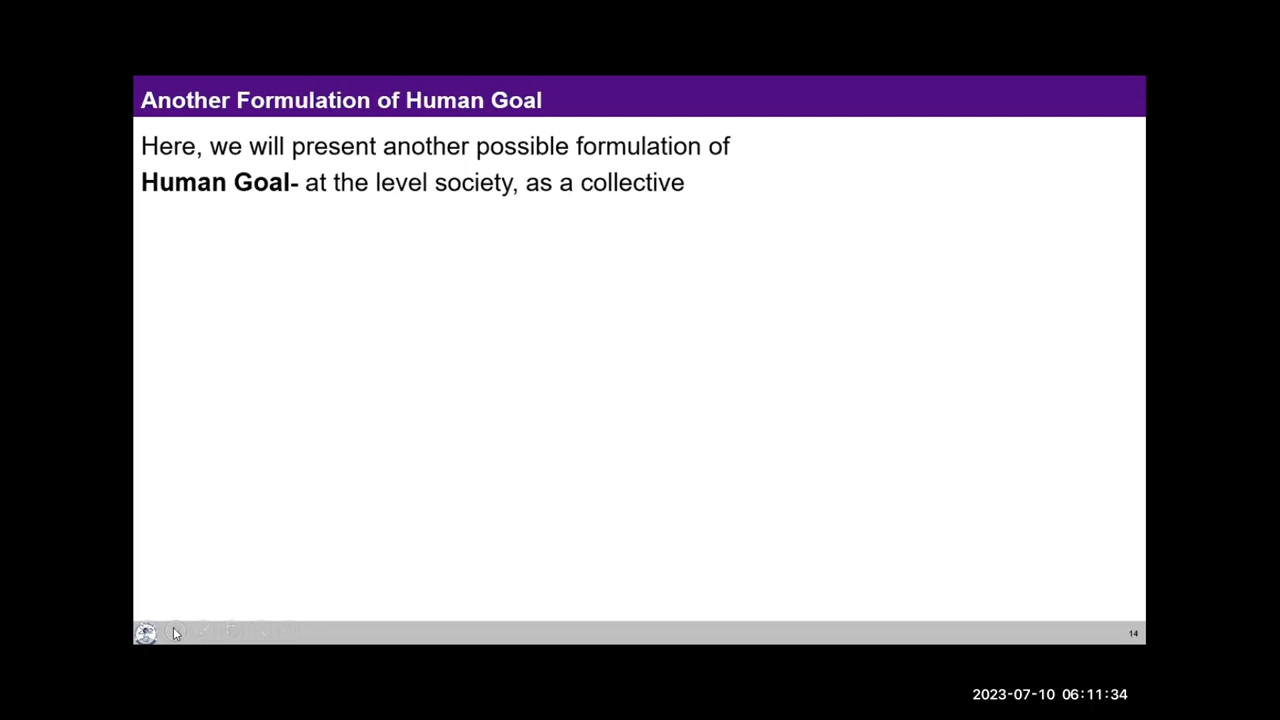 Another Formulation of Human Goal
Here, we will present another possible formulation of
Human Goal- at the level society, as a collective
14
2023-07-10 06:11:34